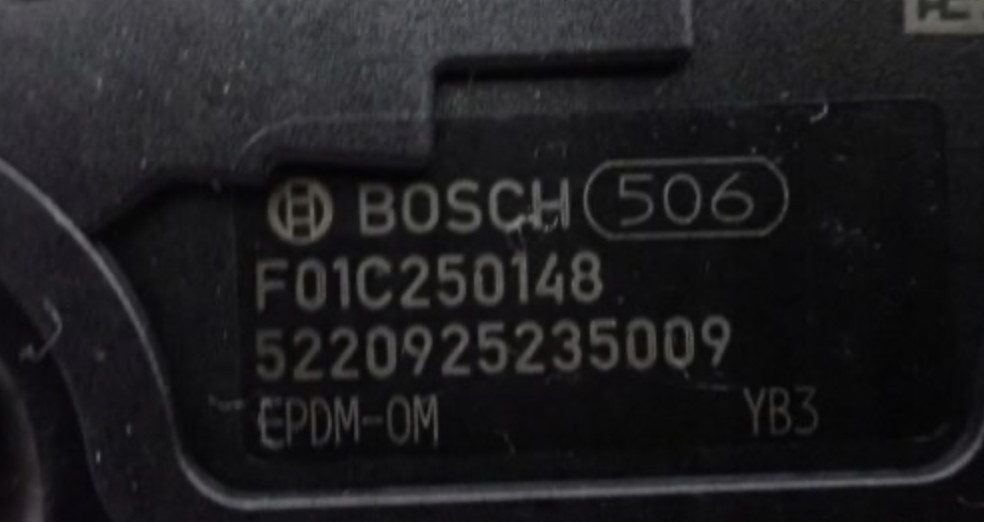 BOSCH 506
F01C250148
5220925235009
EPDM-OM YB3